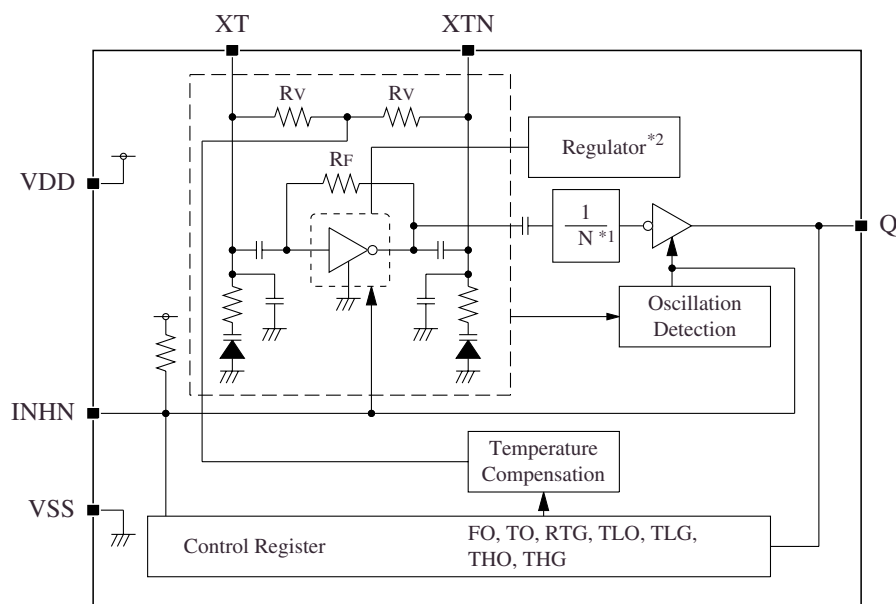 XT
XTN
RV
RV
Regulator*2
VDD
RF
1
N *1
Q
Oscillation
Detection
INHN
Temperature
Compensation
VSS
Control Register
FO, TO, RTG, TLO, TLG,
THO, THG